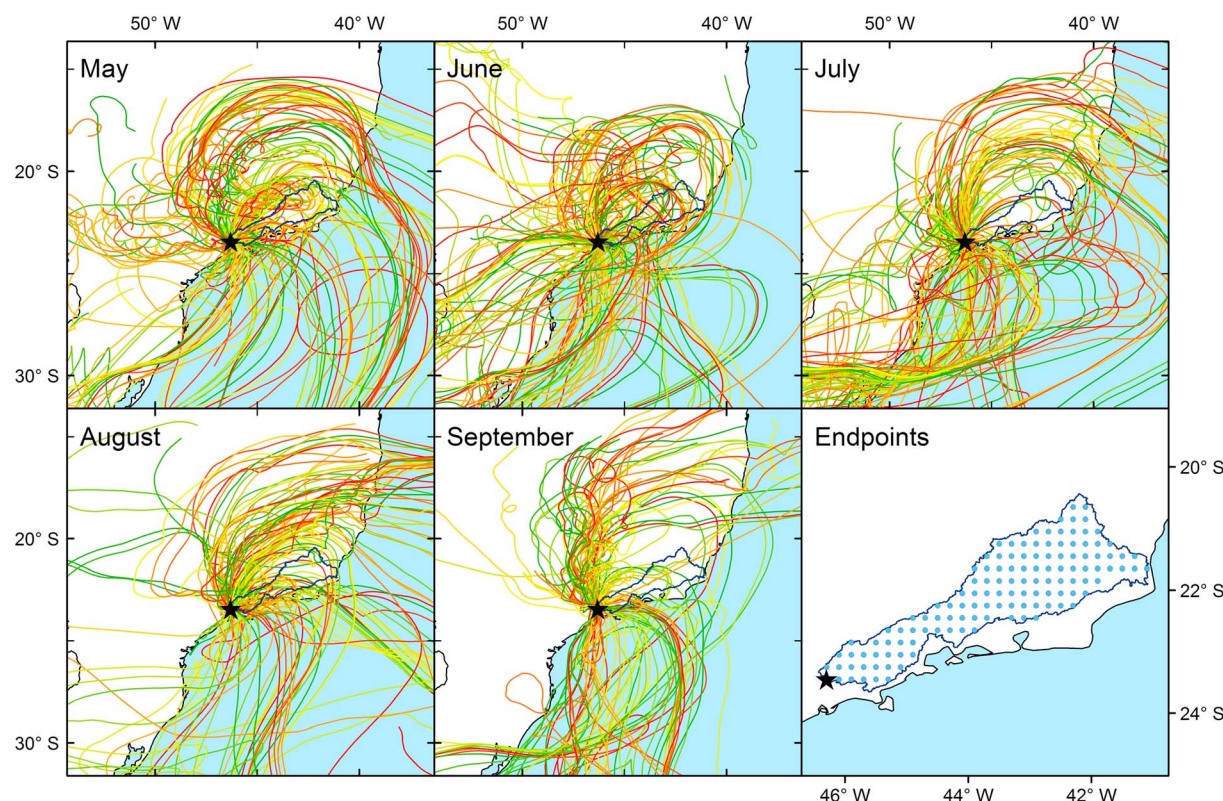 50° W 40° W 50° W 40° W 50° W 40° W
May June July
20° S
30° S
August September Endpoints
20° S
20° S
22° S
24° S
30° S
46° W 44° W 42° W